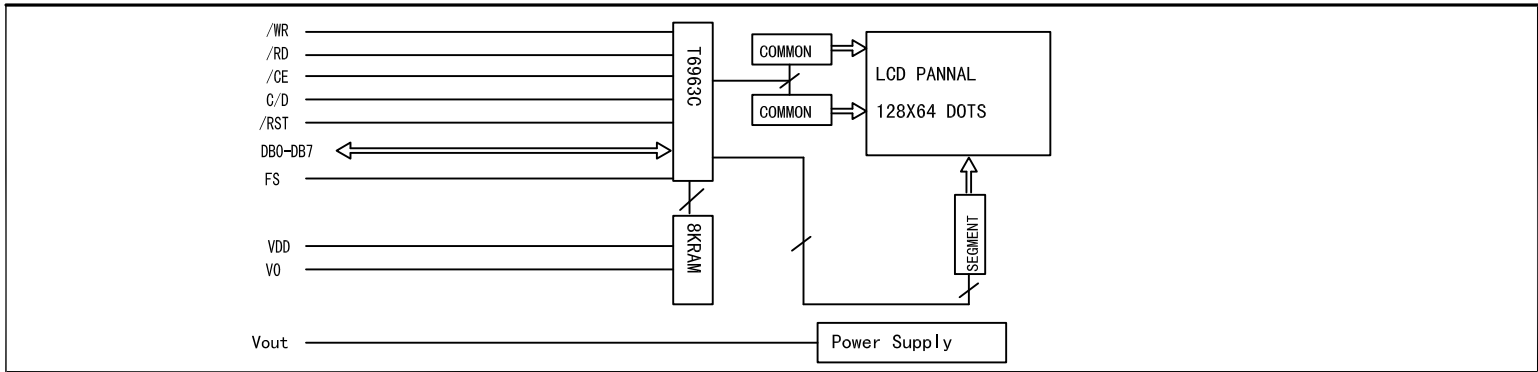 /WR
/RD
/CE
C/D
/RST
DB0-DB7
FS
VDD
V0
Vout
T6963C
8KRAM
COMMON
COMMON
LCD PANNAL
128X64 DOTS
SEGMENT
Power Supply